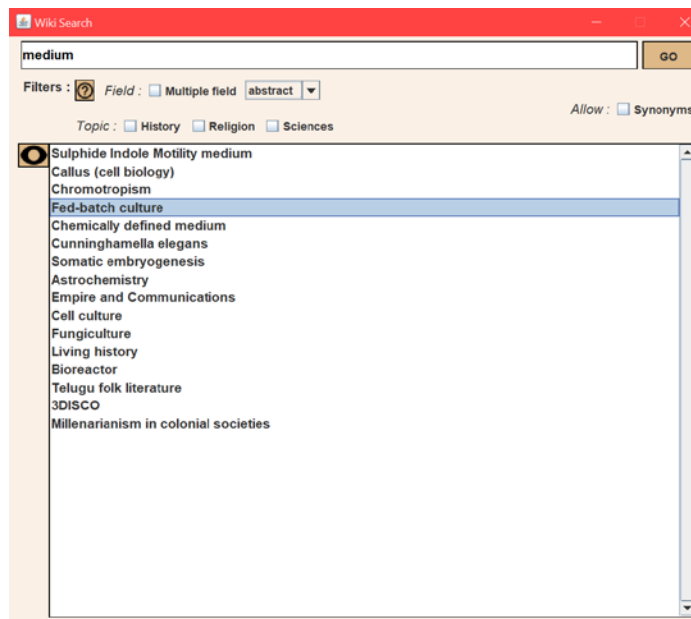 Wiki Search
medium
GO
Filters : Field : Multiple field abstract
Allow : Synonyms
Topic : History Religion Sciences
Sulphide Indole Motility medium
Callus (cell biology)
Chromotropism
Fed-batch culture
Chemically defined medium
Cunninghamella elegans
Somatic embryogenesis
Astrochemistry
Empire and Communications
Cell culture
Fungiculture
Living history
Bioreactor
Telugu folk literature
3DISCO
Millenarianism in colonial societies